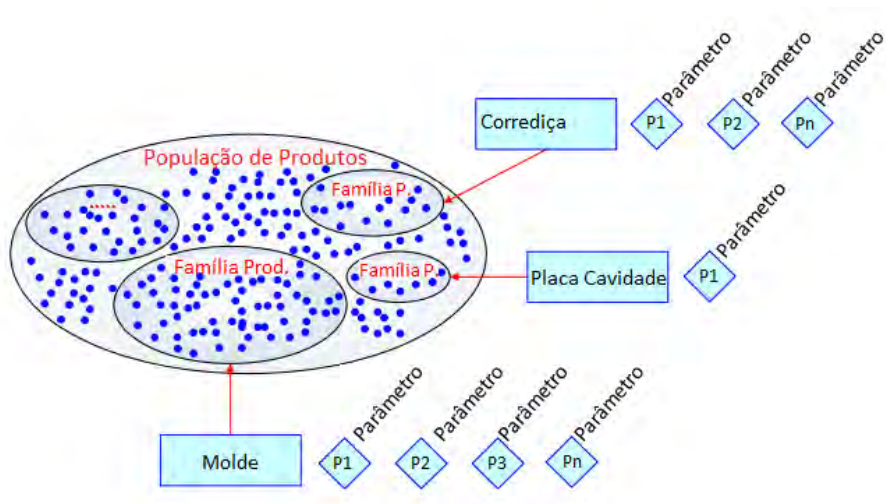 Parâmetro
Parâmetro
Parâmetro
Corrediça
P1
P2
Pn
População de Produtos
Família P.
......
Parâmetro
Família Prod.
Família P.
Placa Cavidade
P1
Parâmetro
Parâmetro
Parâmetro
Parâmetro
Molde
P1
P2
P3
Pn